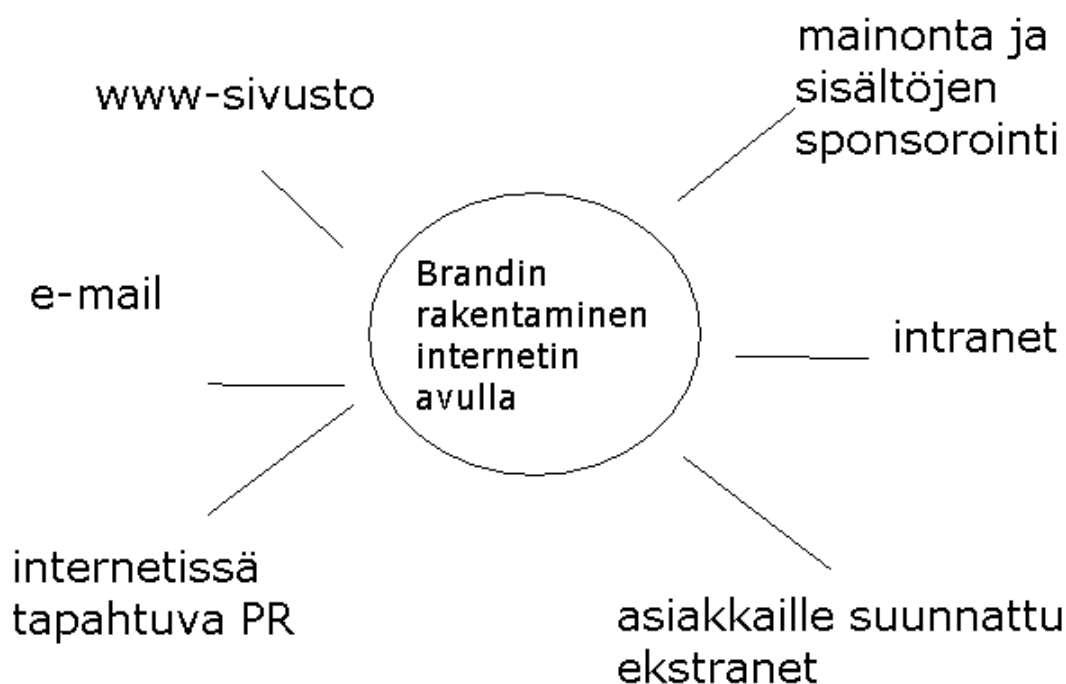 mainonta ja
sisältöjen
sponsorointi
www-sivusto
Brandin
rakentaminen
internetin
avulla
e-mail
intranet
internetissä
tapahtuva PR
asiakkaille suunnattu
ekstranet